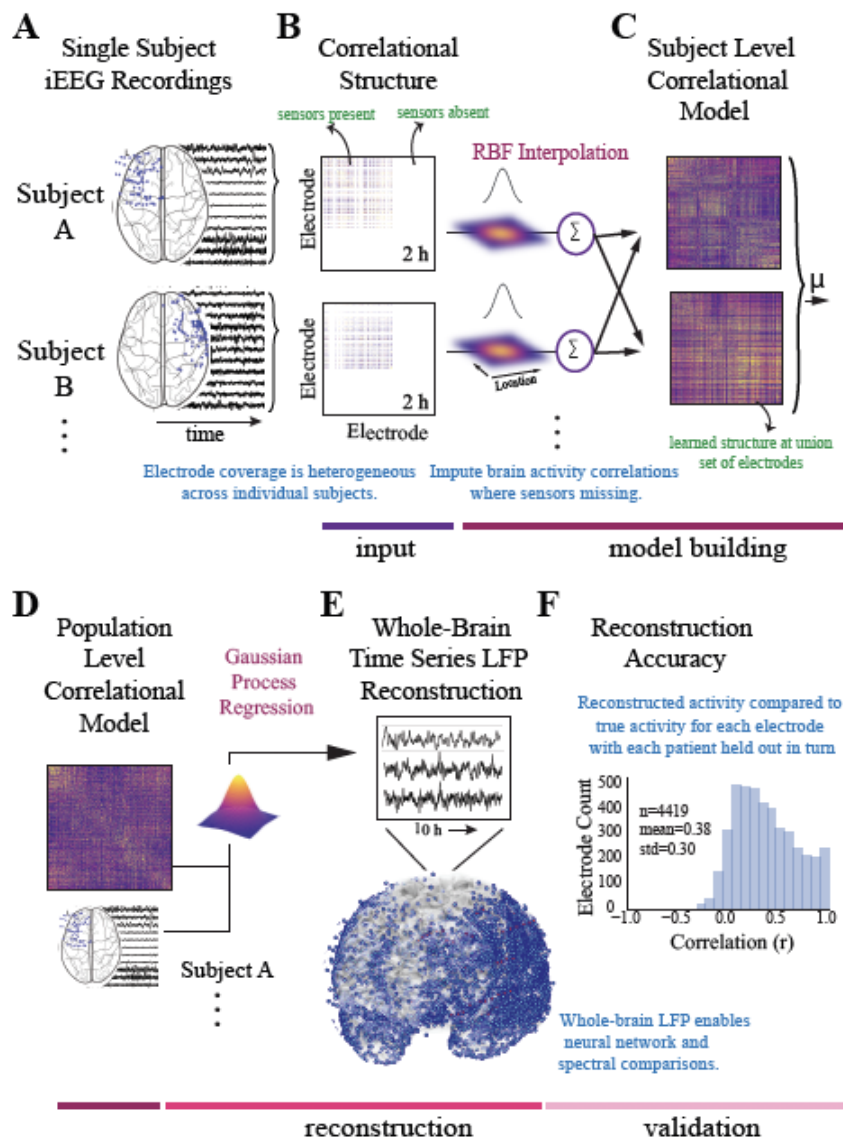 A
Single Subject
iEEG Recordings
B
Correlational
Structure
C
Subject Level
Correlational
Model
sensors present
sensors absent
RBF Interpolation
Subject
A
Electrode
2 h
Σ
μ
Subject
B
Electrode
2 h
Σ
Location
time
Electrode
learned structure at union
set of electrodes
Electrode coverage is heterogeneous
across individual subjects.
Impute brain activity correlations
where sensors missing.
input
model building
D
Population
Level
Correlational
Model
Gaussian
Process
Regression
E
Whole-Brain
Time Series LFP
Reconstruction
10 h
Subject A
F
Reconstruction
Accuracy
Reconstructed activity compared to
true activity for each electrode
with each patient held out in turn
Electrode Count
500
400
300
200
100
0
n=4419
mean=0.38
std=0.30
−1.0 −0.5 0.0 0.5 1.0
Correlation (r)
Whole-brain LFP enables
neural network and
spectral comparisons.
reconstruction
validation